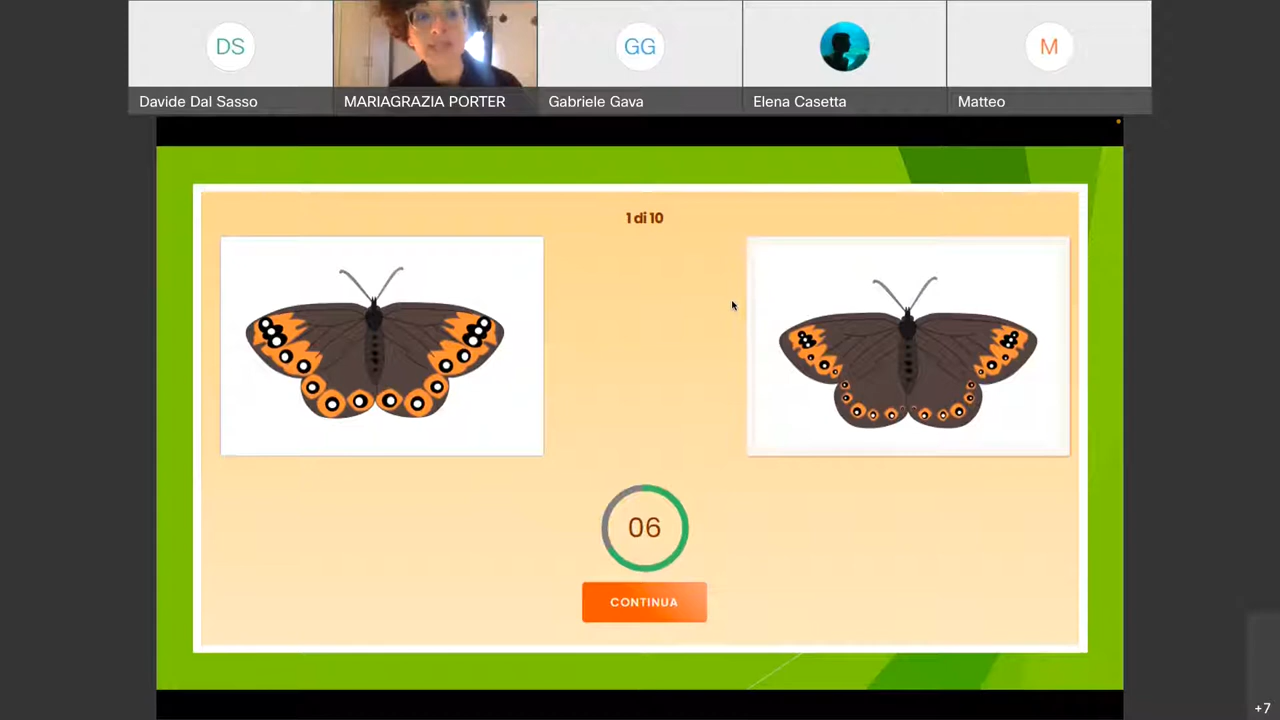 DS
GG
M
Davide Dal Sasso
MARIAGRAZIA PORTER
Gabriele Gava
Elena Casetta
Matteo
1 di 10
06
CONTINUA
+7